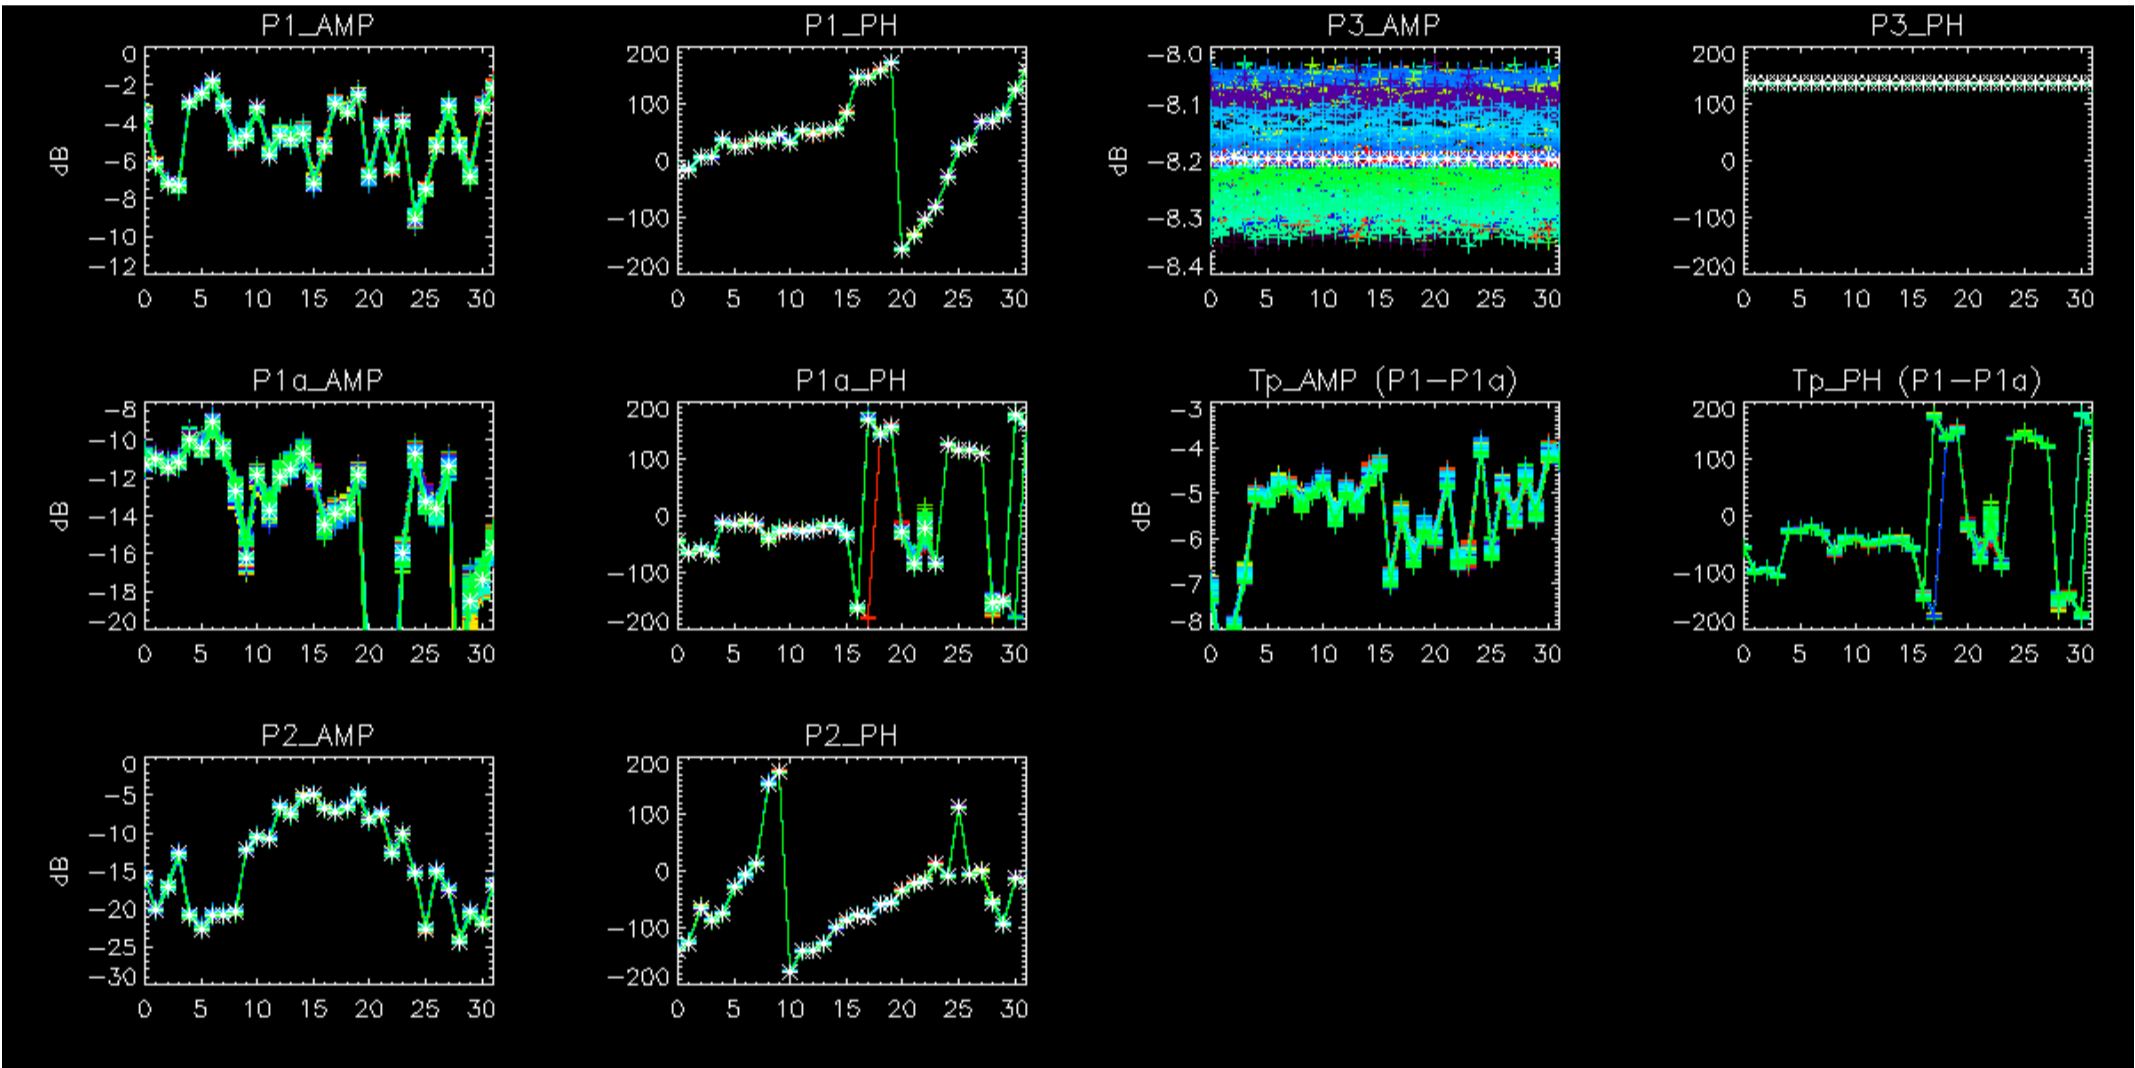 P1_AMP
P1_PH
P3_AMP
P3_PH
0
−2
−4
−6
−8
−10
−12
dB
0 5 10 15 20 25 30
200
100
0
−100
−200
0 5 10 15 20 25 30
−8.0
−8.1
−8.2
−8.3
−8.4
dB
0 5 10 15 20 25 30
200
100
0
−100
−200
0 5 10 15 20 25 30
P1a_AMP
P1a_PH
Tp_AMP (P1−P1a)
Tp_PH (P1−P1a)
−8
−10
−12
−14
−16
−18
−20
dB
0 5 10 15 20 25 30
200
100
0
−100
−200
0 5 10 15 20 25 30
−3
−4
−5
−6
−7
−8
dB
0 5 10 15 20 25 30
200
100
0
−100
−200
0 5 10 15 20 25 30
P2_AMP
P2_PH
0
−5
−10
−15
−20
−25
−30
dB
0 5 10 15 20 25 30
200
100
0
−100
−200
0 5 10 15 20 25 30